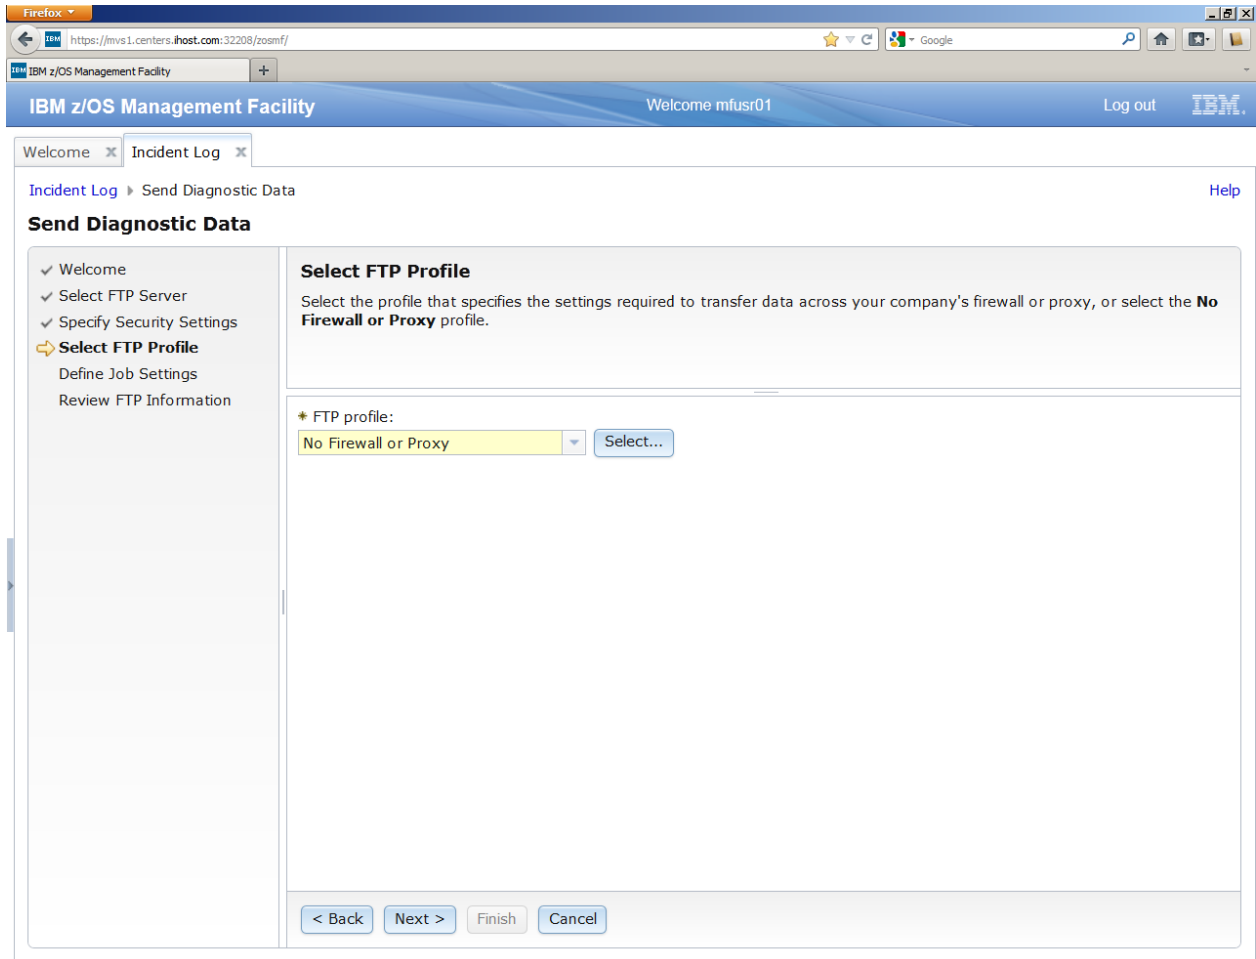 Firefox
https://mvs1.centers.ihost.com:32208/zosmf/
Google
IBM
IBM z/OS Management Facility
IBM z/OS Management Facility
Welcome mfusr01
Log out
IBM.
Welcome
Incident Log
Incident Log
Send Diagnostic Data
Help
Send Diagnostic Data
Welcome
Select FTP Server
Specify Security Settings
Select FTP Profile
Define Job Settings
Review FTP Information
Select FTP Profile
Select the profile that specifies the settings required to transfer data across your company's firewall or proxy, or select the No
Firewall or Proxy profile.
* FTP profile:
No Firewall or Proxy
Select...
< Back
Next >
Finish
Cancel